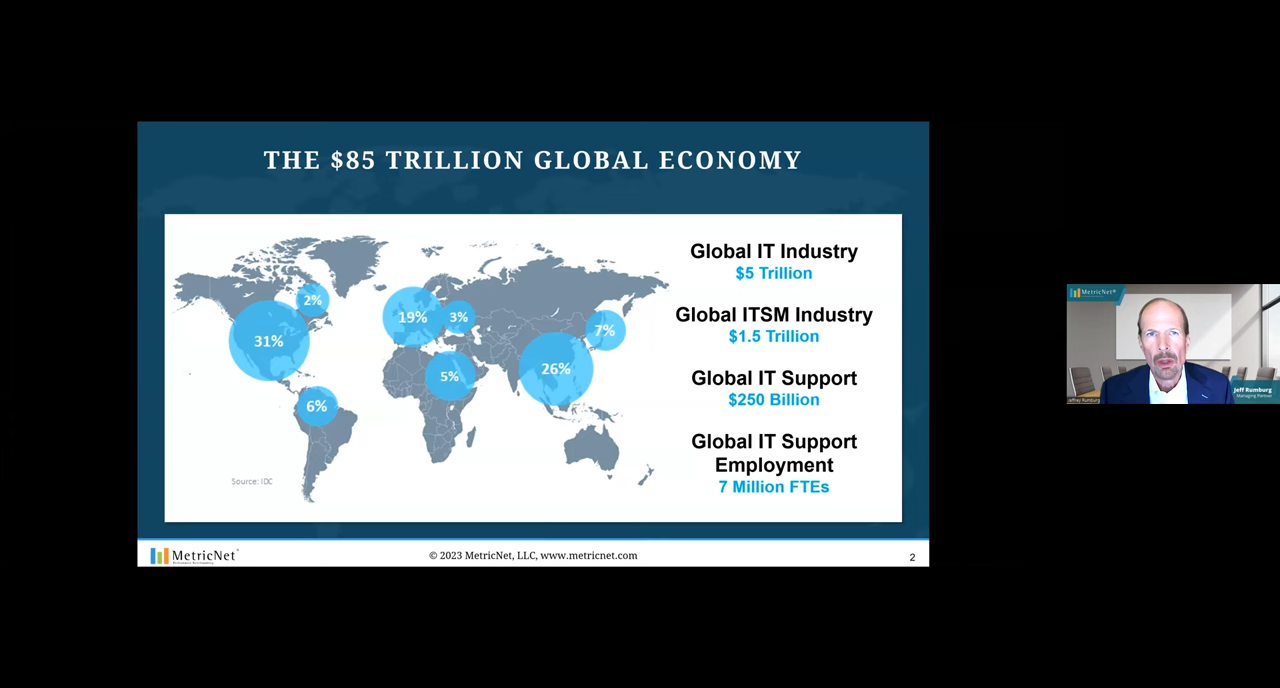 THE $85 TRILLION GLOBAL ECONOMY
2%
31%
6%
19%
3%
5%
26%
7%
Source: IDC
Global IT Industry
$5 Trillion
Global ITSM Industry
$1.5 Trillion
Global IT Support
$250 Billion
Global IT Support
Employment
7 Million FTEs
MetricNet
© 2023 MetricNet, LLC, www.metricnet.com
2
MetricNet®
Jeff Rumburg
Managing Partner
Jeffrey Rumburg